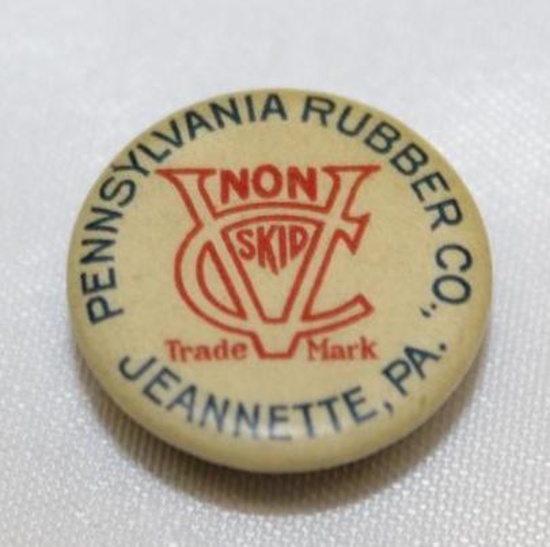 PENNSYLVANIA RUBBER CO.,
NON
SKID
VC
Trade Mark
JEANNETTE, PA.